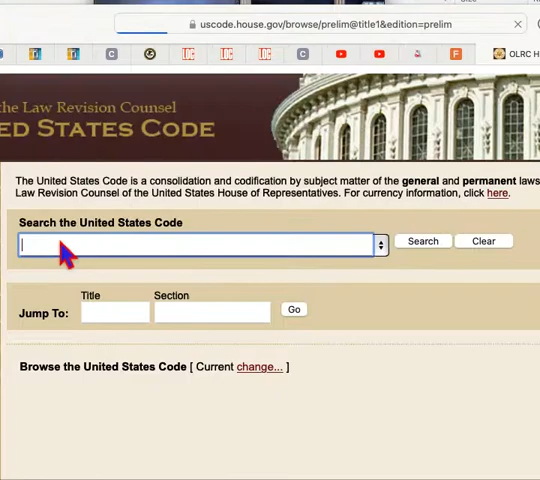 uscode.house.gov/browse/prelim@title1&edition=prelim
OLRC H
the Law Revision Counsel
ED STATES CODE
The United States Code is a consolidation and codification by subject matter of the general and permanent laws
Law Revision Counsel of the United States House of Representatives. For currency information, click here.
Search the United States Code
Search
Clear
Title
Section
Jump To:
Go
Browse the United States Code [ Current change... ]